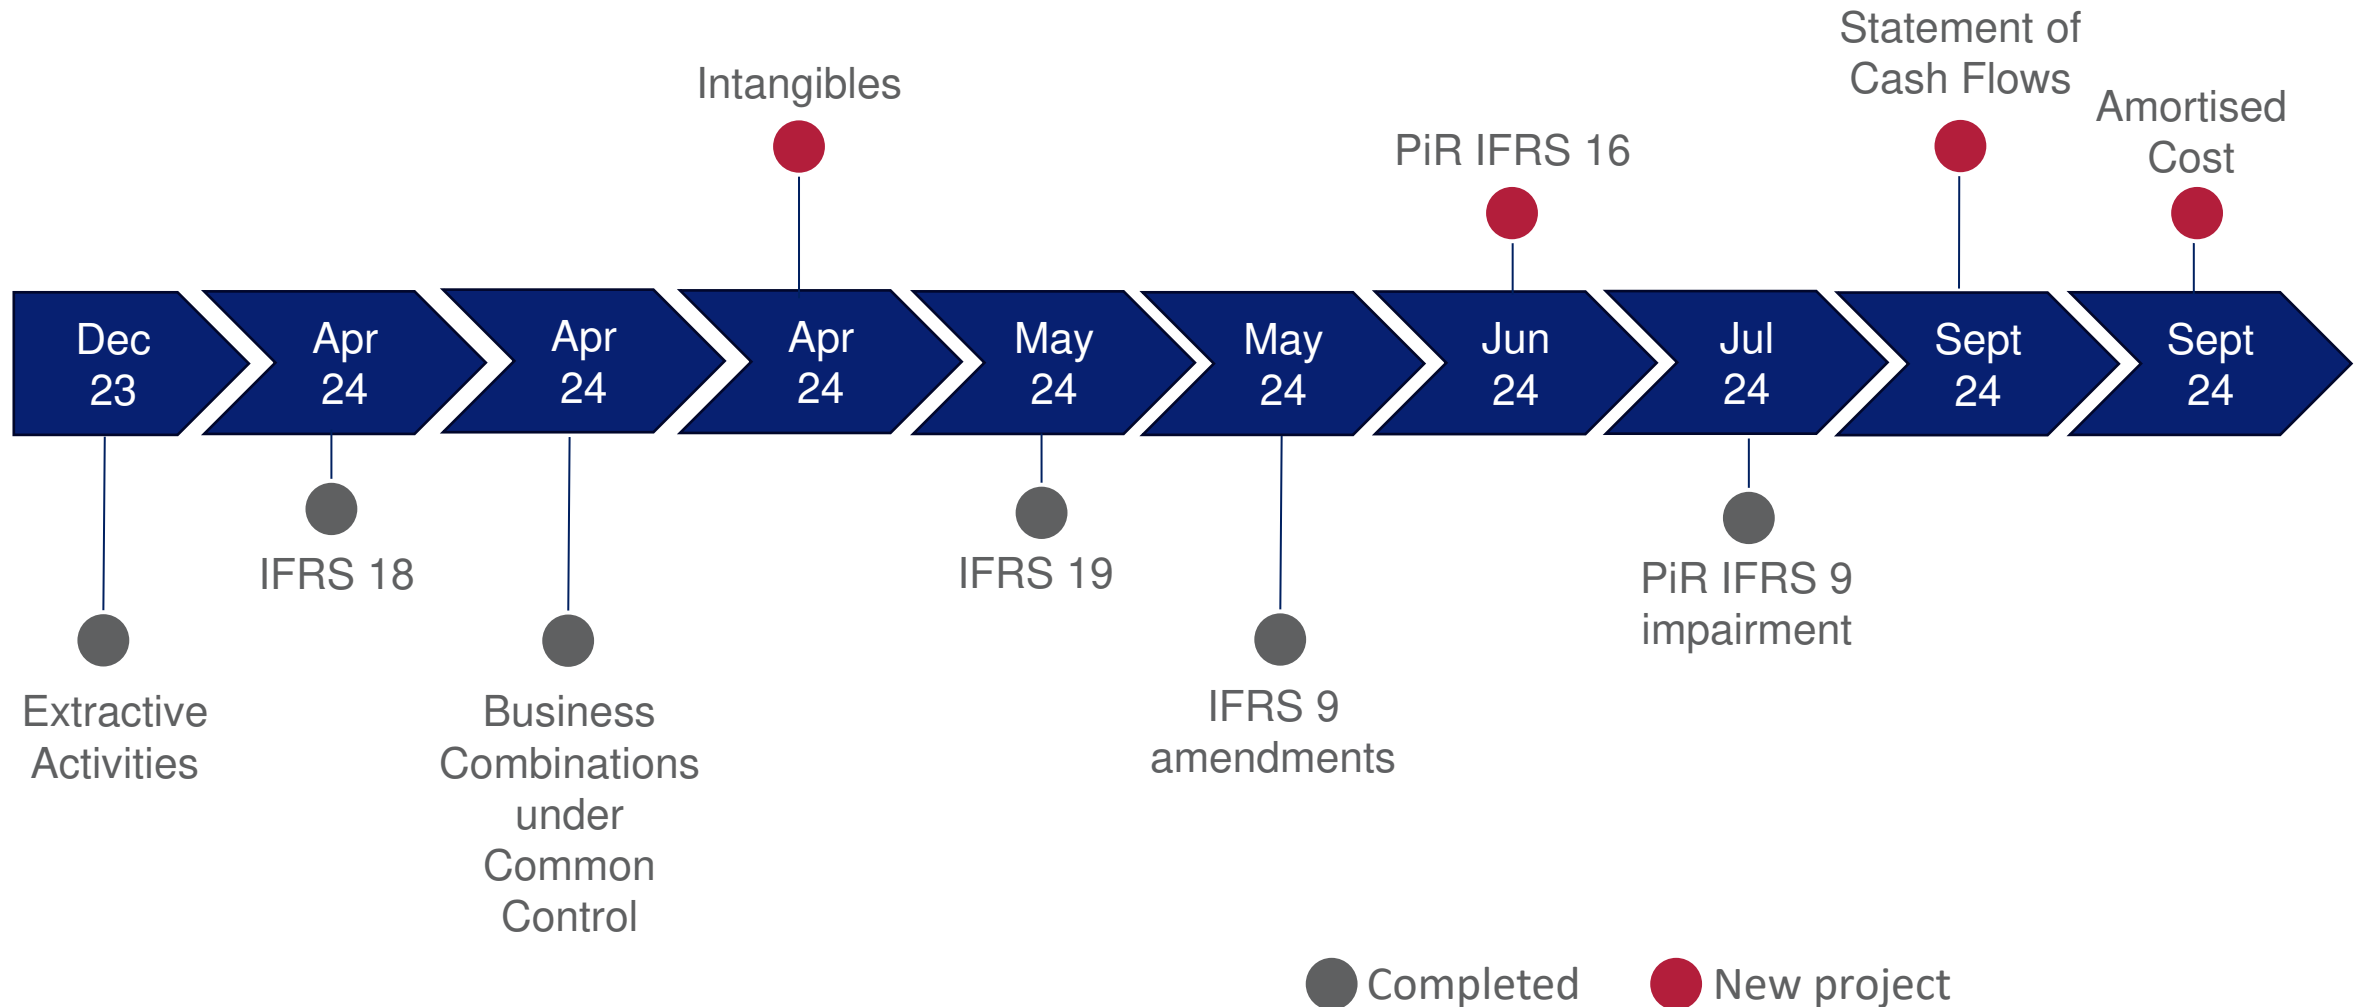 Statement of
Cash Flows
Intangibles
Amortised
Cost
PiR IFRS 16
Dec
23
Apr
24
Apr
24
Apr
24
May
24
May
24
Jun
24
Jul
24
Sept
24
Sept
24
IFRS 18
IFRS 19
PiR IFRS 9
impairment
Extractive
Activities
Business
Combinations
under
Common
Control
IFRS 9
amendments
Completed
New project